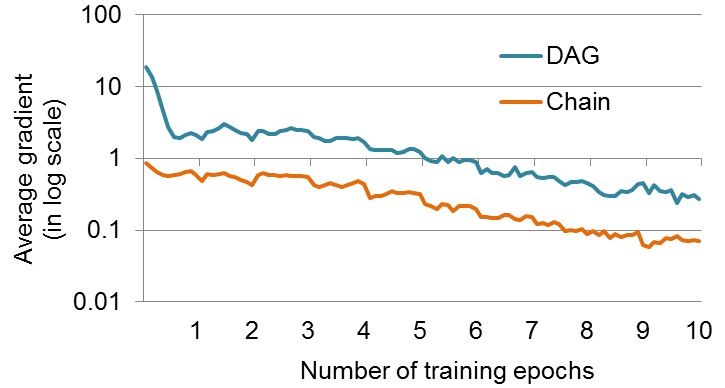 100
10
1
0.1
0.01
Average gradient
(in log scale)
DAG
Chain
1 2 3 4 5 6 7 8 9 10
Number of training epochs